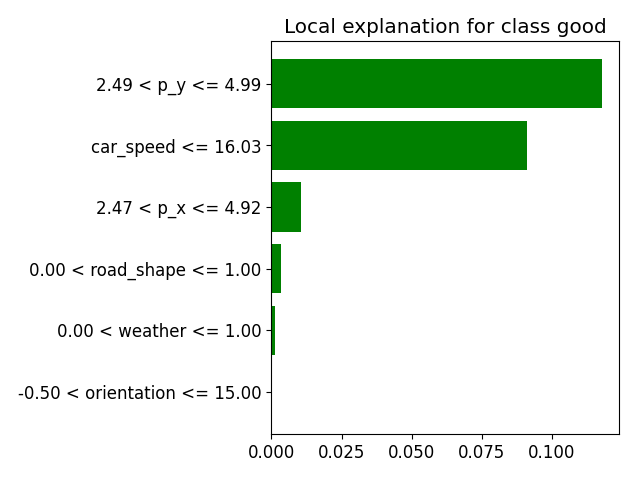 Local explanation for class good
2.49 < p_y <= 4.99
car_speed <= 16.03
2.47 < p_x <= 4.92
0.00 < road_shape <= 1.00
0.00 < weather <= 1.00
-0.50 < orientation <= 15.00
0.000 0.025 0.050 0.075 0.100